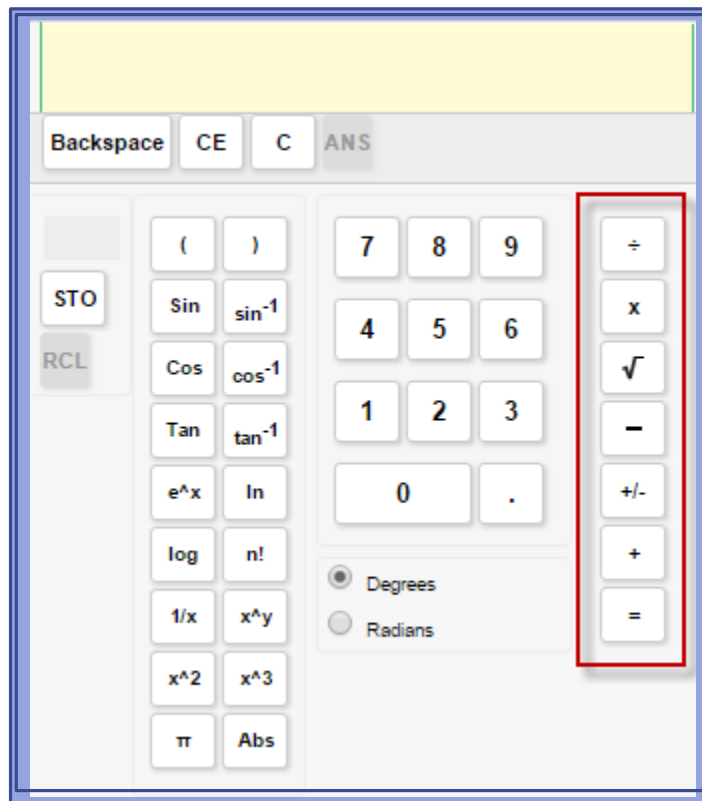 Backspace CE C ANS
( ) 7 8 9 ÷
STO Sin sin⁻¹ x
4 5 6
RCL Cos cos⁻¹ √
1 2 3
Tan tan⁻¹ −
e^x ln 0 . +/-
log n! +
Degrees
1/x x^y =
Radians
x^2 x^3
π Abs